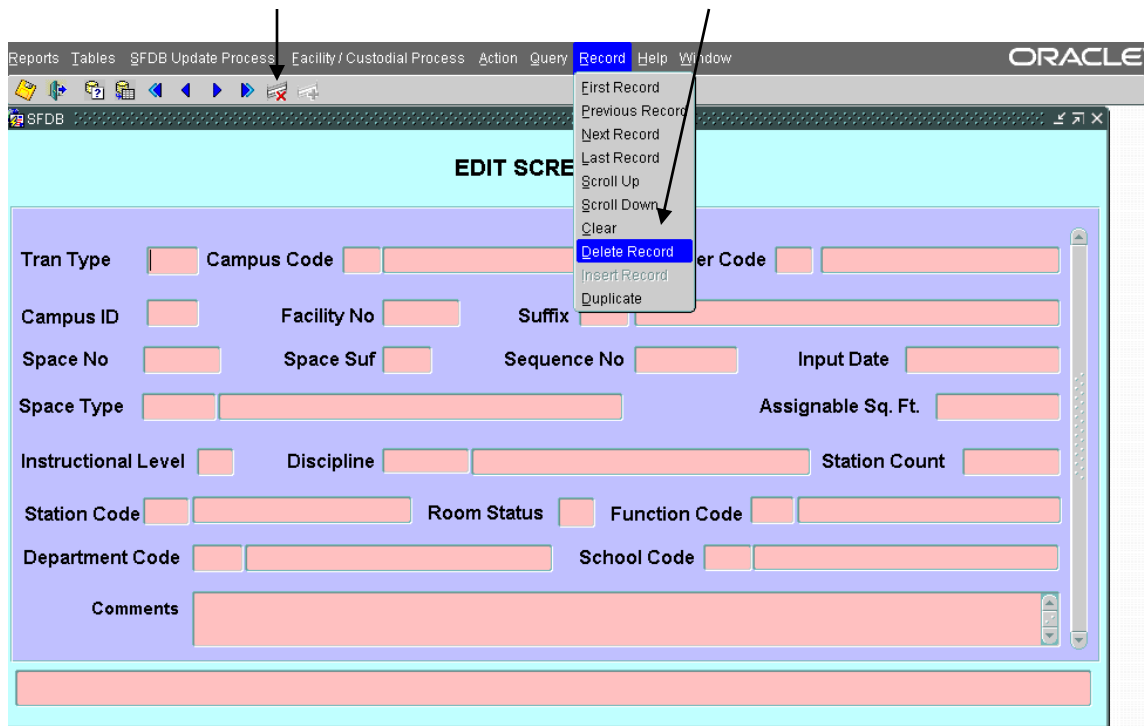 Reports Tables SFDB Update Process Facility/Custodial Process Action Query Record Help Window ORACLE
SFDB
EDIT SCRE
First Record
Previous Record
Next Record
Last Record
Scroll Up
Scroll Down
Clear
Delete Record
Insert Record
Duplicate
Tran Type Campus Code er Code
Campus ID Facility No Suffix
Space No Space Suf Sequence No Input Date
Space Type Assignable Sq. Ft.
Instructional Level Discipline Station Count
Station Code Room Status Function Code
Department Code School Code
Comments